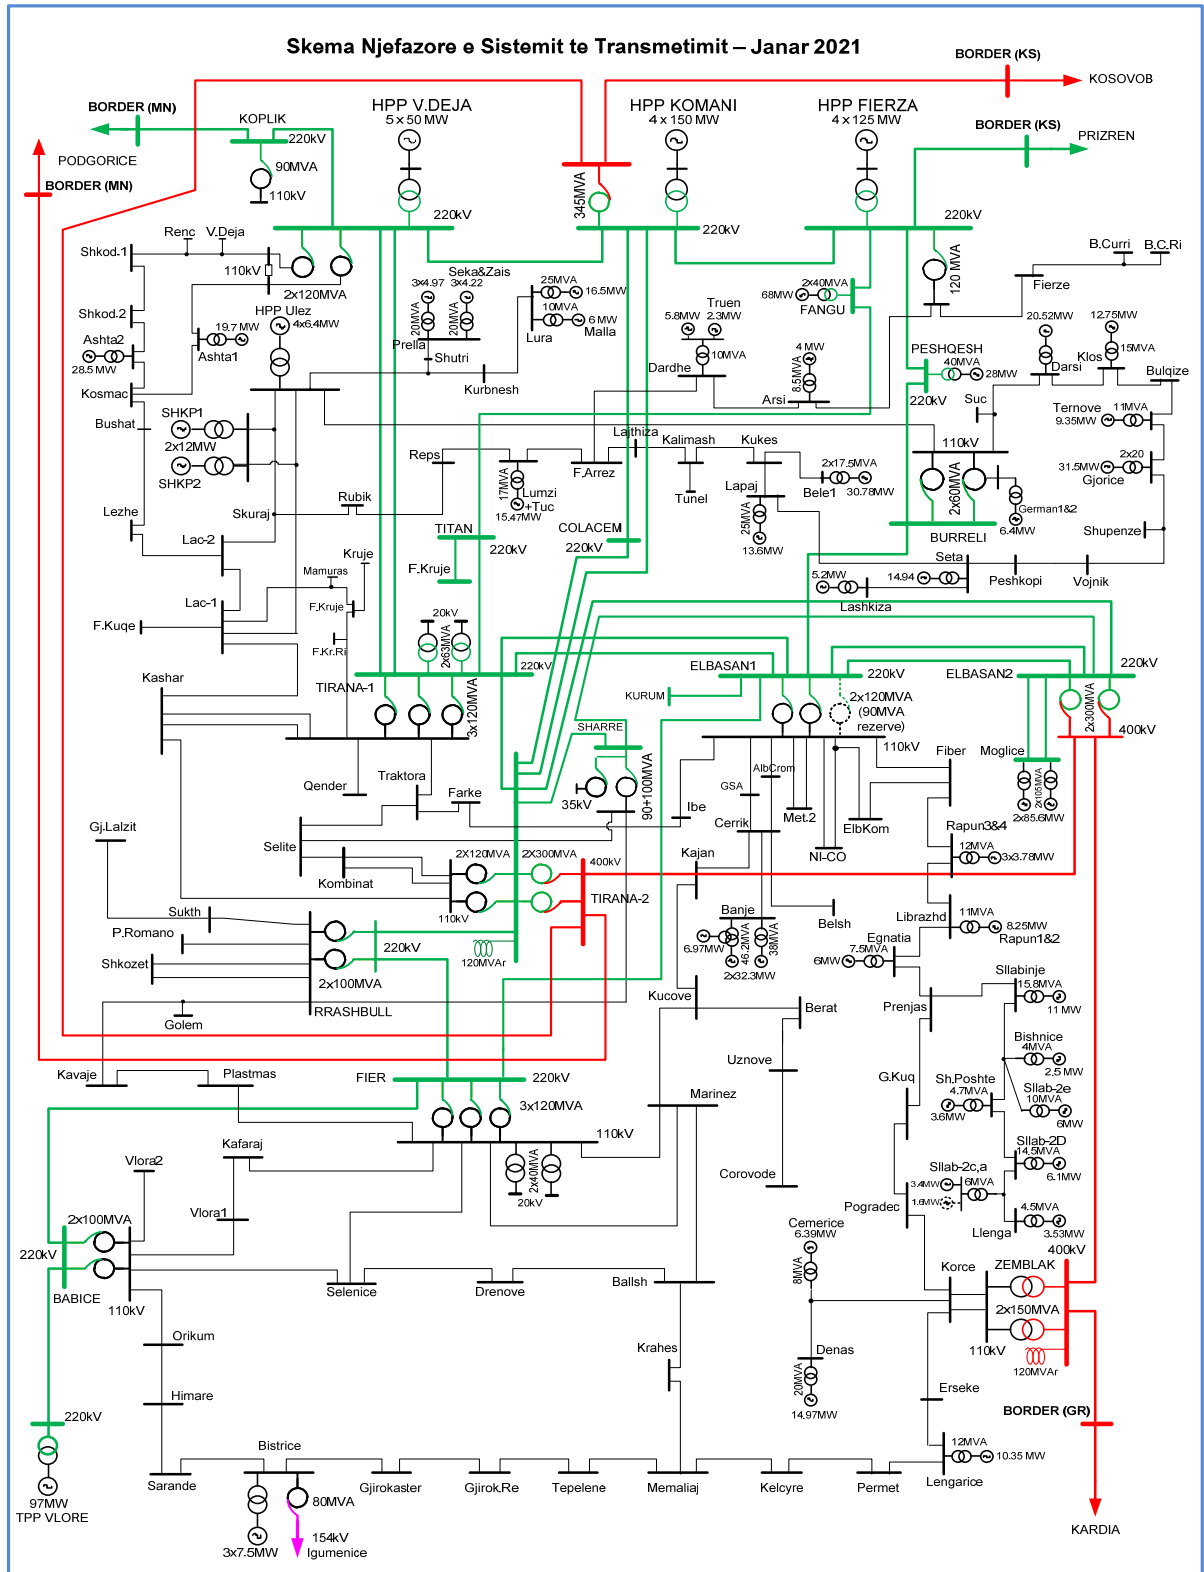 Skema Njefazore e Sistemit te Transmetimit – Janar 2021
BORDER (KS)
KOSOVOB
BORDER (MN)
KOPLIK
HPP V.DEJA
5 x 50 MW
HPP KOMANI
4 x 150 MW
HPP FIERZA
4 x 125 MW
BORDER (KS)
PRIZREN
220kV
PODGORICE
90MVA
BORDER (MN)
110kV
345MVA
220kV
220kV
220kV
Renc
V.Deja
Shkod.-1
110kV
2x120MVA
B.Curri
B.C.Ri
120 MVA
Fierze
Seka&Zais
3x4.97
3x4.22
20MVA
20MVA
25MVA
16.5MW
10MVA
6 MW
Malla
Lura
2x40MVA
68MW
FANGU
Truen
5.8MW
2.3MW
10MVA
Dardhe
Shkod.2
HPP Ulez
4x6.4MW
Ashta2
28.5 MW
19.7 MW
Ashta1
Prella
Shutri
Kurbnesh
4 MW
8.5MVA
Arsi
PESHQESH
40MVA
28MW
220kV
20.52MW
12.75MW
15MVA
Klos
Darsi
Bulqize
Suc
Ternove
11MVA
9.35MW
Kosmac
Bushat
SHKP1
2x12MW
SHKP2
Lajthiza
Kalimash
Kukes
110kV
2x20
31.5MW
Gjorice
Reps
F.Arrez
17MVA
Lumzi
+Tuc
15.47MW
Tunel
Lapaj
2x17.5MVA
Bele1
30.78MW
25MVA
13.6MW
2x60MVA
German1&2
6.4MW
BURRELI
Shupenze
Lezhe
Skuraj
Rubik
TITAN
220kV
COLACEM
220kV
Lac-2
Kruje
Mamuras
F.Kruje
F.Kruje
Seta
14.94
5.2MW
Lashkiza
Peshkopi
Vojnik
Lac-1
F.Kuqe
F.Kr.Ri
20kV
2x63MVA
220kV
TIRANA-1
3x120MVA
ELBASAN1
220kV
ELBASAN2
220kV
Kashar
KURUM
2x120MVA
(90MVA
rezerve)
110kV
2x300MVA
400kV
SHARRE
90+100MVA
35kV
Moglice
2x105MVA
2x85.6MW
Fiber
AlbCrom
GSA
Qender
Traktora
Farke
Ibe
Cerrik
Met.2
NI-CO
ElbKom
Rapun3&4
12MVA
3x3.78MW
Gj.Lalzit
Selite
Kombinat
2X120MVA
2X300MVA
400kV
TIRANA-2
110kV
Kajan
Sukth
P.Romano
Shkozet
220kV
2x100MVA
RRASHBULL
120MVAr
Banje
6.97MW
46.2MVA
38MVA
2x32.3MW
Belsh
Librazhd
11MVA
8.25MW
Rapun1&2
Egnatia
7.5MVA
6MW
Golem
Kucove
Berat
Prenjas
Sllabinje
15.8MVA
11 MW
Bishnice
4MVA
2.5 MW
Kavaje
Plastmas
FIER
220kV
3x120MVA
Uznove
Marinez
G.Kuq
Sh.Poshte
4.7MVA
3.6MW
Sllab-2e
10MVA
6MW
110kV
Kafaraj
2x40MVA
20kV
Vlora2
Vlora1
Corovode
Sllab-2D
14.5MVA
6.1MW
Sllab-2c,a
3.4MW
6MVA
1.6MW
Pogradec
4.5MVA
3.53MW
Llenga
2x100MVA
220kV
BABICE
110kV
Cemerice
6.39MW
8MVA
400kV
Korce
ZEMBLAK
2x150MVA
110kV
120MVAr
Selenice
Drenove
Ballsh
Orikum
Krahes
Denas
20MVA
14.97MW
Himare
Erseke
BORDER (GR)
220kV
97MW
TPP VLORE
Bistrice
12MVA
10.35 MW
Lengarice
Sarande
80MVA
Gjirokaster
Gjirok.Re
Tepelene
Memaliaj
Kelcyre
Permet
3x7.5MW
154kV
Igumenice
KARDIA